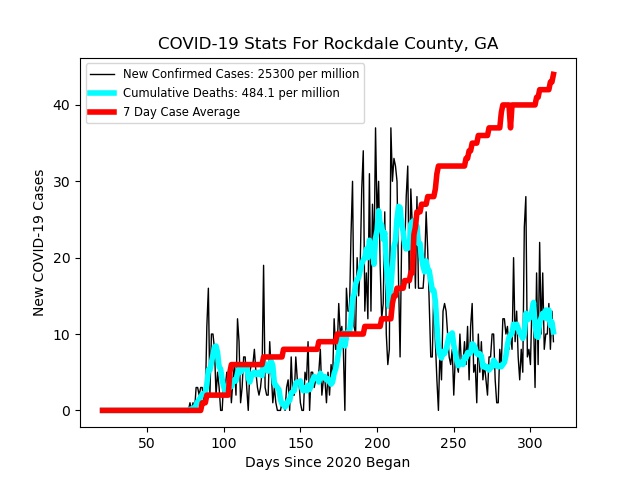 COVID-19 Stats For Rockdale County, GA
New Confirmed Cases: 25300 per million
Cumulative Deaths: 484.1 per million
7 Day Case Average
New COVID-19 Cases
40
30
20
10
0
50 100 150 200 250 300
Days Since 2020 Began